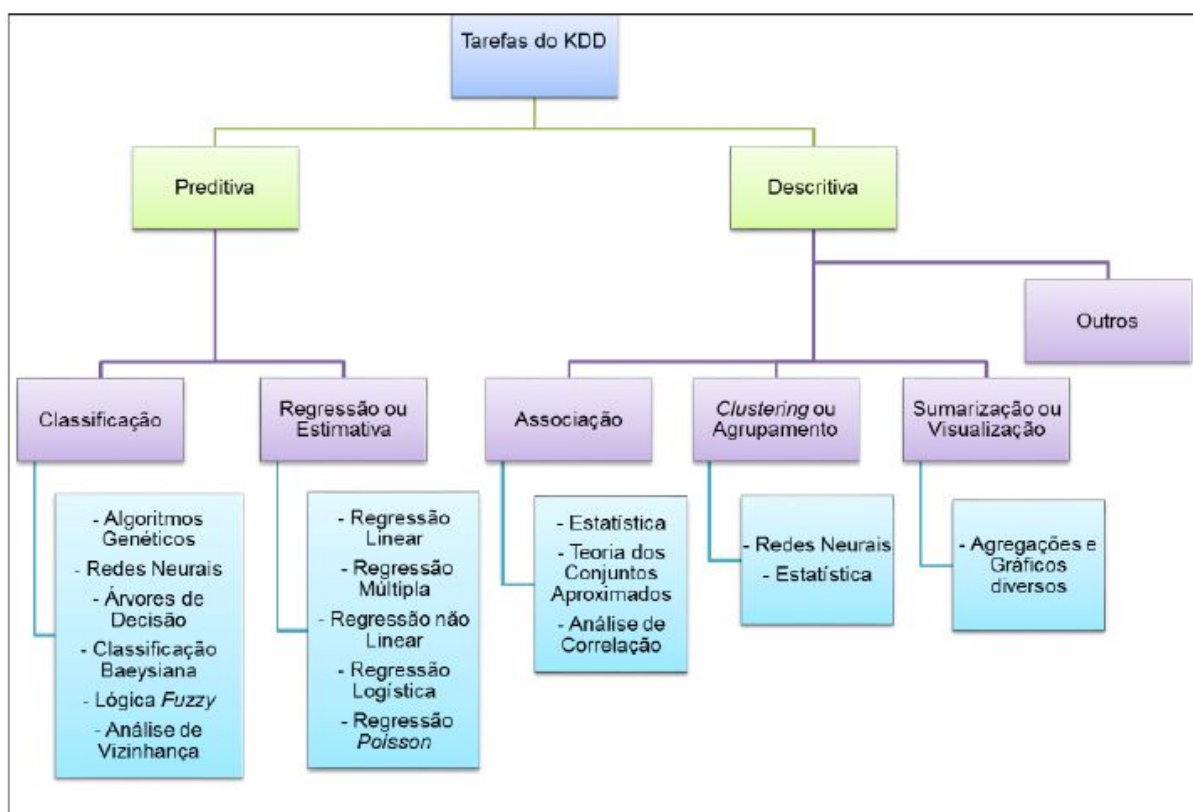 Tarefas do KDD
Preditiva
Descritiva
Outros
Classificação
Regressão ou
Estimativa
Associação
Clustering ou
Agrupamento
Sumarização ou
Visualização
- Algoritmos
Genéticos
- Redes Neurais
- Árvores de
Decisão
- Classificação
Baeysiana
- Lógica Fuzzy
- Análise de
Vizinhança
- Regressão
Linear
- Regressão
Múltipla
- Regressão não
Linear
- Regressão
Logística
- Regressão
Poisson
- Estatística
- Teoria dos
Conjuntos
Aproximados
- Análise de
Correlação
- Redes Neurais
- Estatística
- Agregações e
Gráficos
diversos